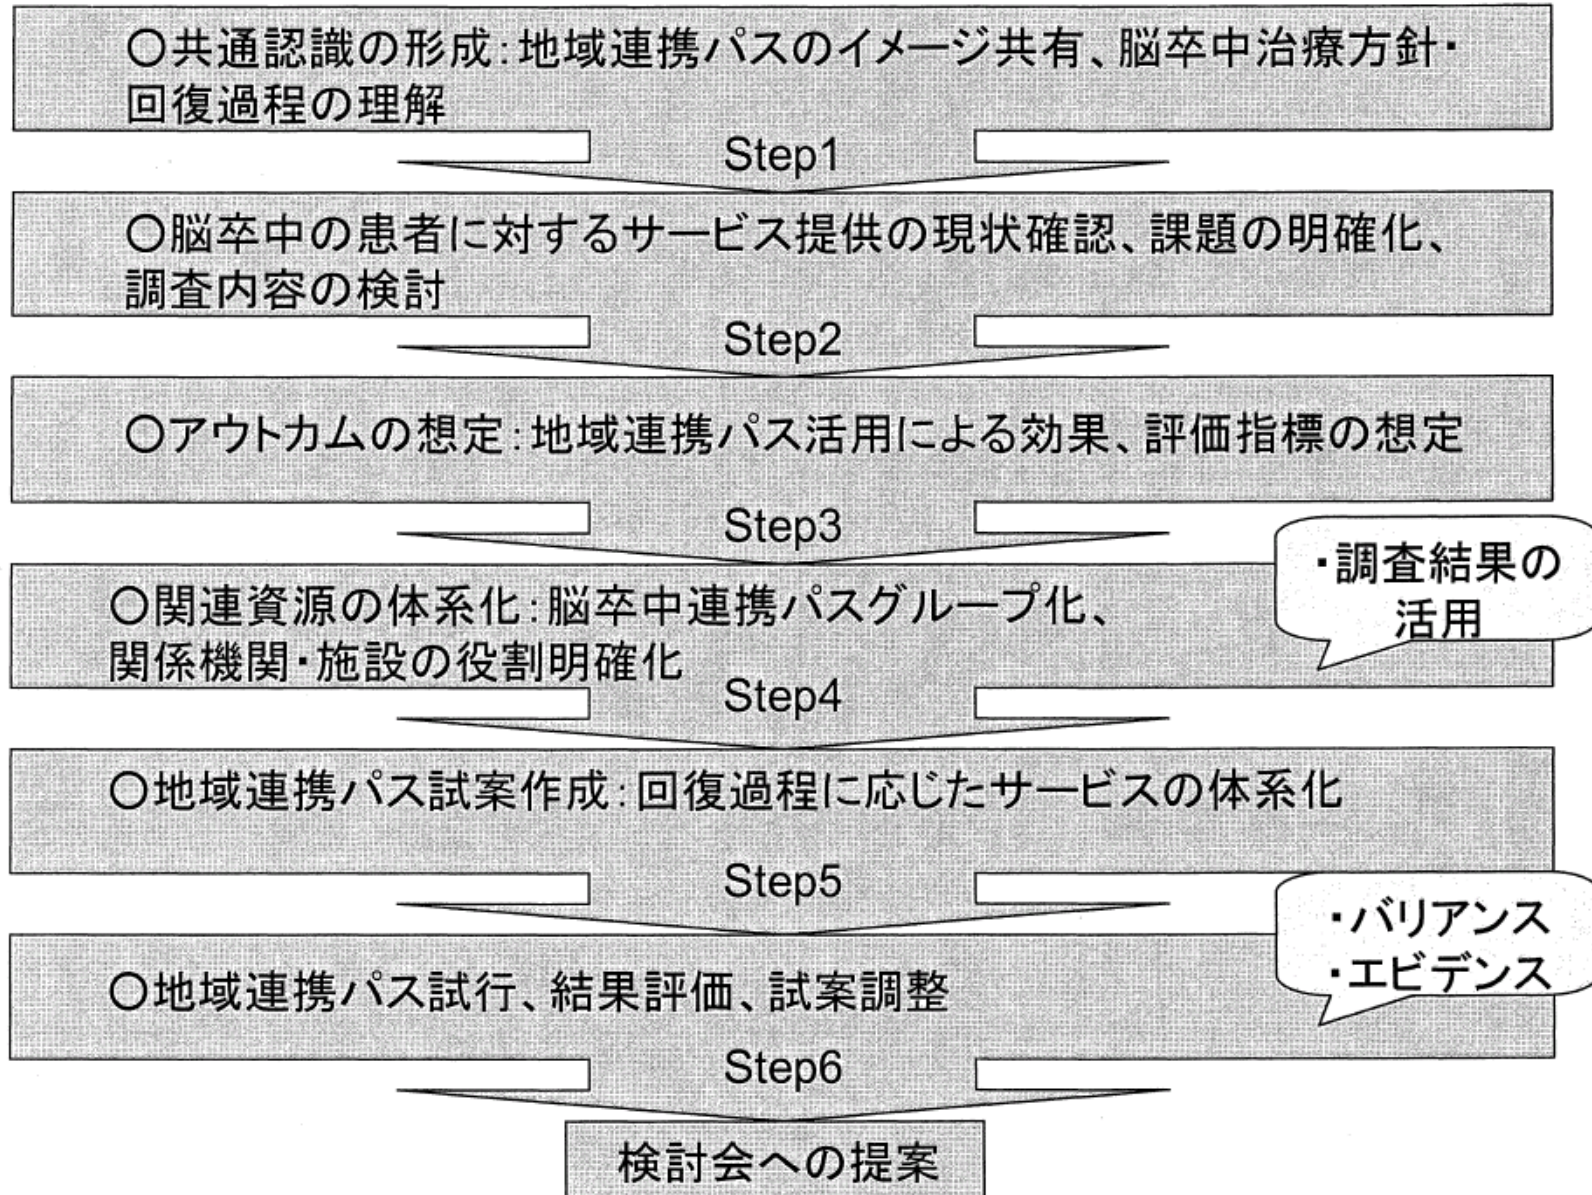 ○共通認識の形成:地域連携パスのイメージ共有、脳卒中治療方針・
回復過程の理解
Step1
○脳卒中の患者に対するサービス提供の現状確認、課題の明確化、
調査内容の検討
Step2
○アウトカムの想定:地域連携パス活用による効果、評価指標の想定
Step3
・調査結果の
活用
○関連資源の体系化:脳卒中連携パスグループ化、
関係機関・施設の役割明確化
Step4
○地域連携パス試案作成:回復過程に応じたサービスの体系化
Step5
・バリアンス
・エビデンス
○地域連携パス試行、結果評価、試案調整
Step6
検討会への提案